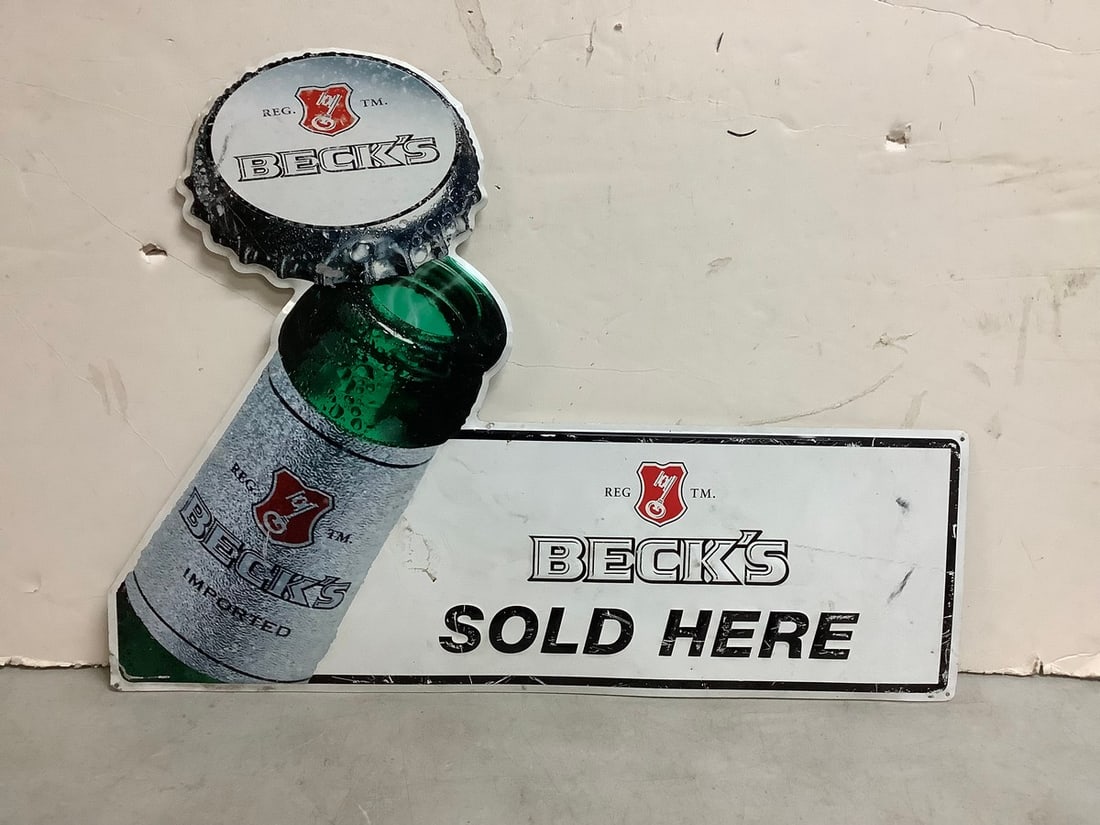 REG. TM.
BECK'S
REG. TM.
BECK'S
IMPORTED
REG TM.
BECK'S
SOLD HERE